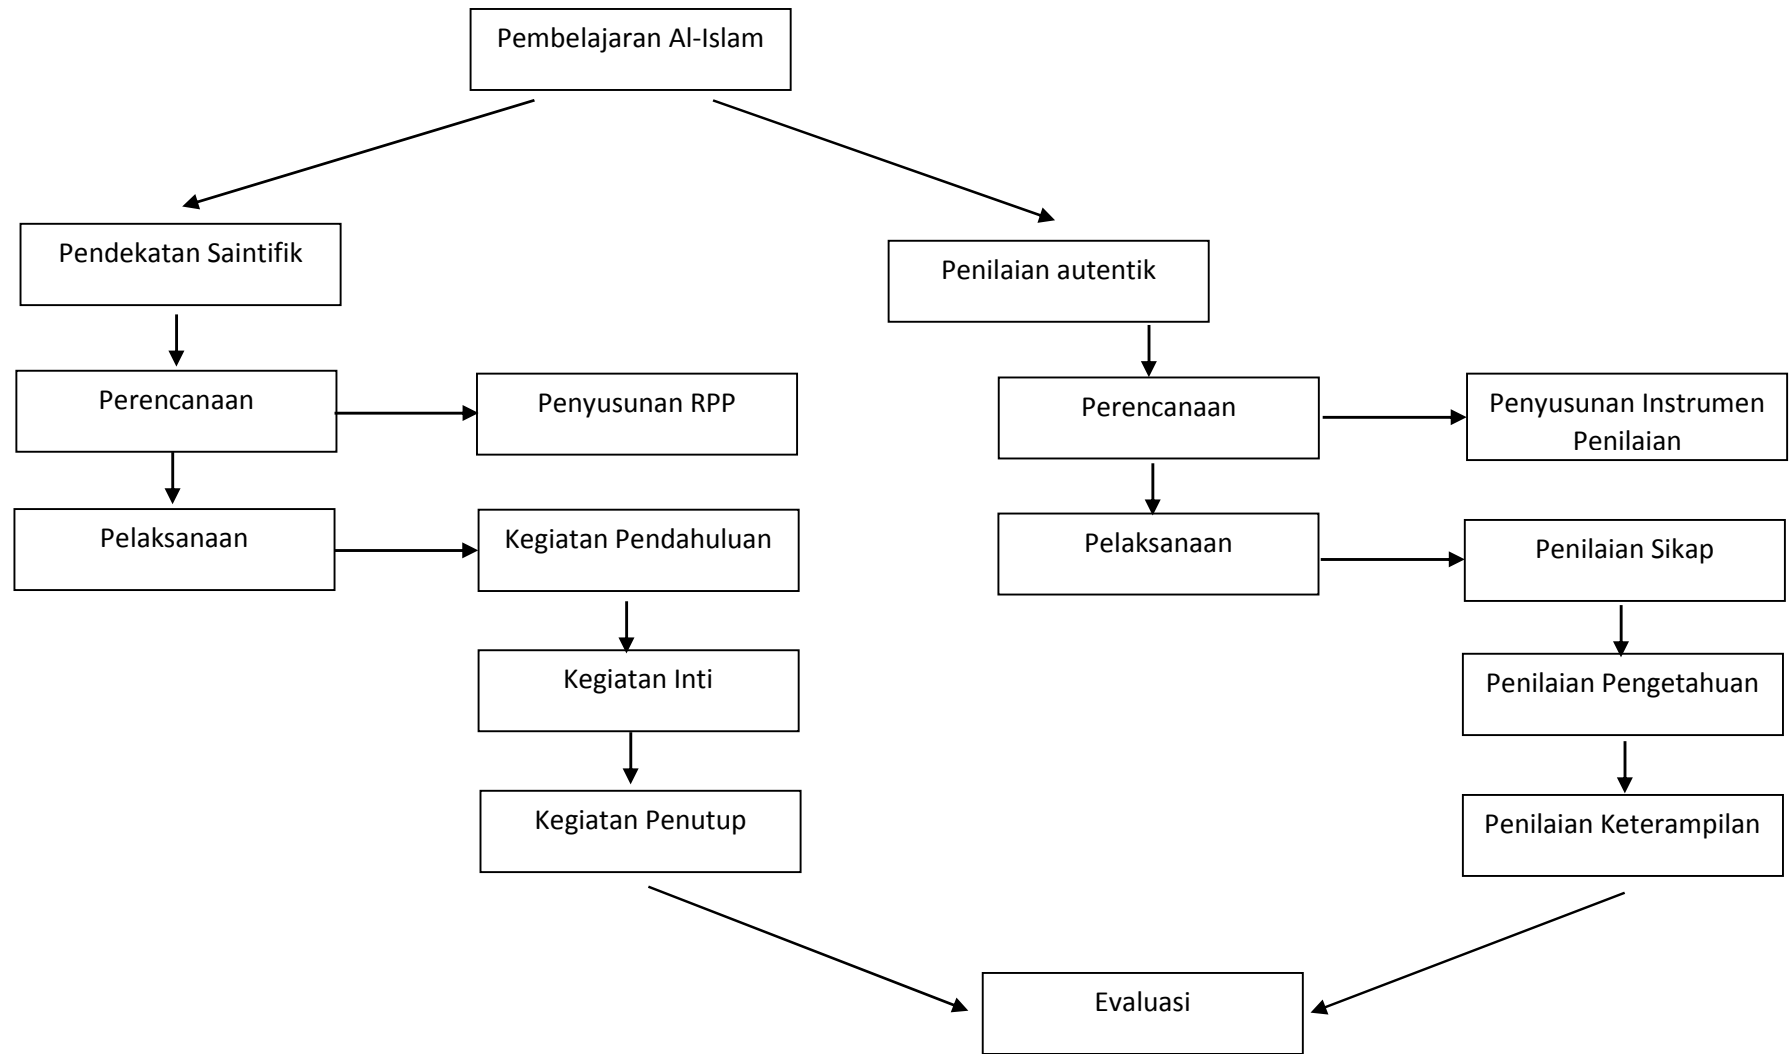 Pembelajaran Al-Islam
Pendekatan Saintifik
Penilaian autentik
Perencanaan
Penyusunan RPP
Perencanaan
Penyusunan Instrumen
Penilaian
Pelaksanaan
Kegiatan Pendahuluan
Pelaksanaan
Penilaian Sikap
Kegiatan Inti
Penilaian Pengetahuan
Kegiatan Penutup
Penilaian Keterampilan
Evaluasi